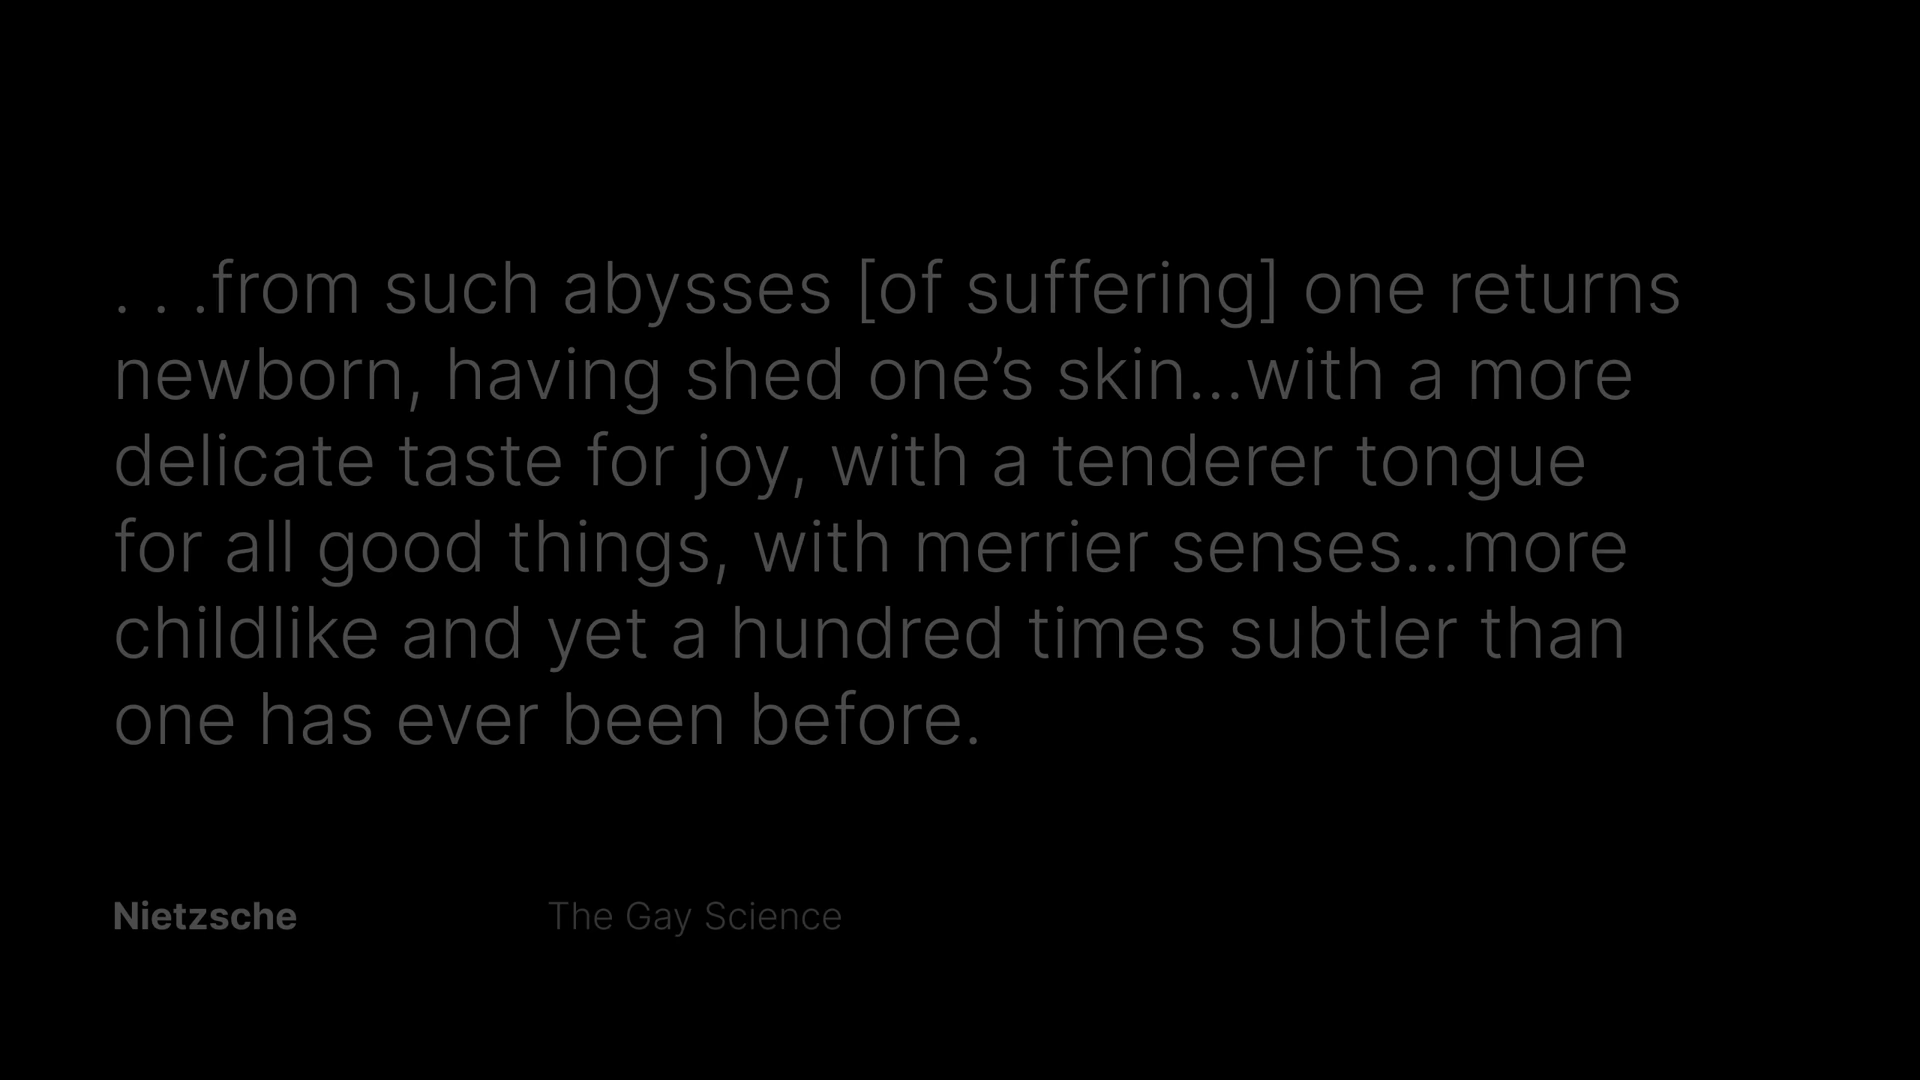 . . .from such abysses [of suffering] one returns
newborn, having shed one’s skin...with a more
delicate taste for joy, with a tenderer tongue
for all good things, with merrier senses...more
childlike and yet a hundred times subtler than
one has ever been before.
Nietzsche The Gay Science